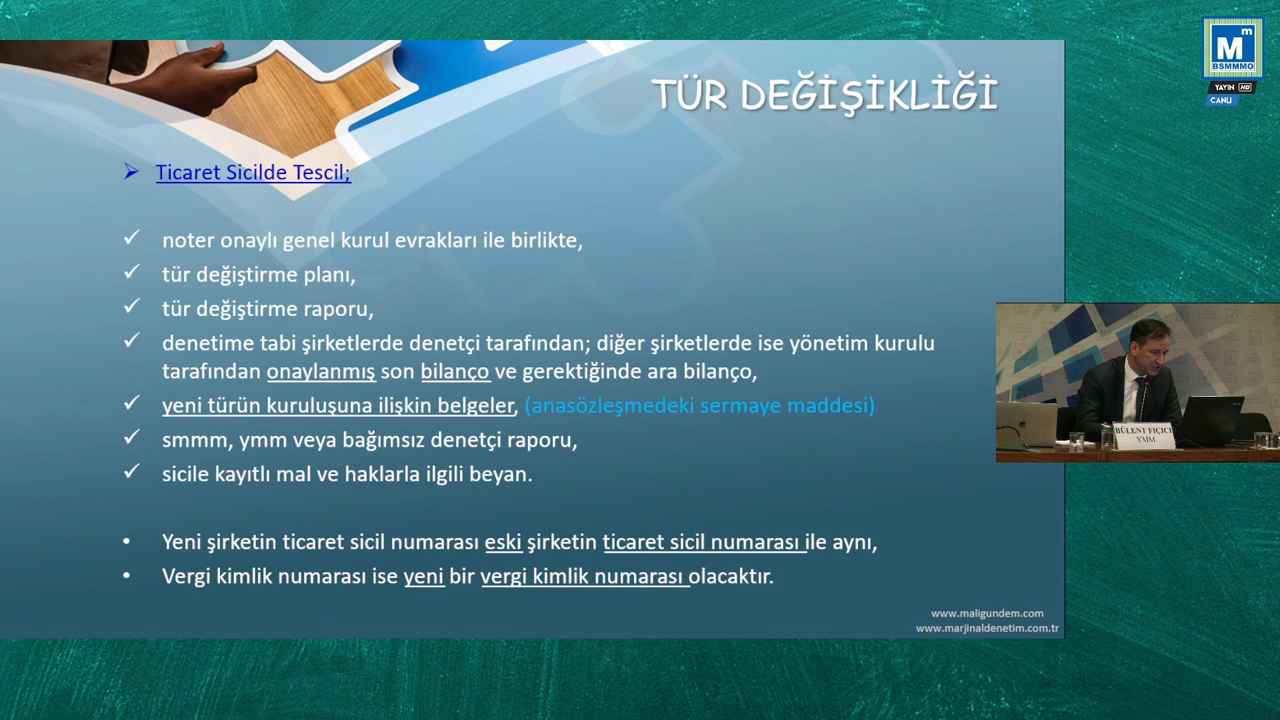 M m
BSMMMO
YAYIN HD
CANLI
TÜR DEĞİŞİKLİĞİ
➢ Ticaret Sicilde Tescil;
✓ noter onaylı genel kurul evrakları ile birlikte,
✓ tür değiştirme planı,
✓ tür değiştirme raporu,
✓ denetime tabi şirketlerde denetçi tarafından; diğer şirketlerde ise yönetim kurulu
tarafından onaylanmış son bilanço ve gerektiğinde ara bilanço,
✓ yeni türün kuruluşuna ilişkin belgeler, (anasözleşmedeki sermaye maddesi)
✓ smmm, ymm veya bağımsız denetçi raporu,
✓ sicile kayıtlı mal ve haklarla ilgili beyan.
• Yeni şirketin ticaret sicil numarası eski şirketin ticaret sicil numarası ile aynı,
• Vergi kimlik numarası ise yeni bir vergi kimlik numarası olacaktır.
BÜLENT FIÇICI
YMM
www.maligundem.com
www.marjinaldenetim.com.tr